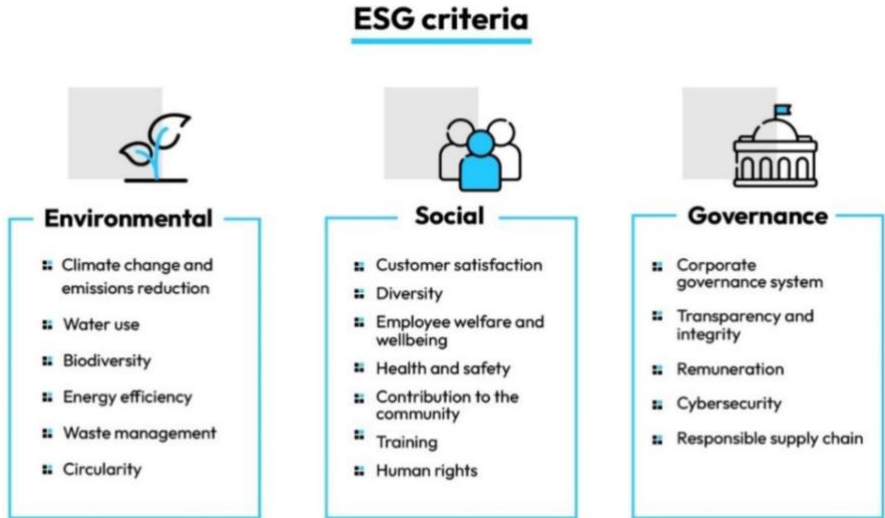 ESG criteria
Environmental
Climate change and
emissions reduction
Water use
Biodiversity
Energy efficiency
Waste management
Circularity
Social
Customer satisfaction
Diversity
Employee welfare and
wellbeing
Health and safety
Contribution to the
community
Training
Human rights
Governance
Corporate
governance system
Transparency and
integrity
Remuneration
Cybersecurity
Responsible supply chain